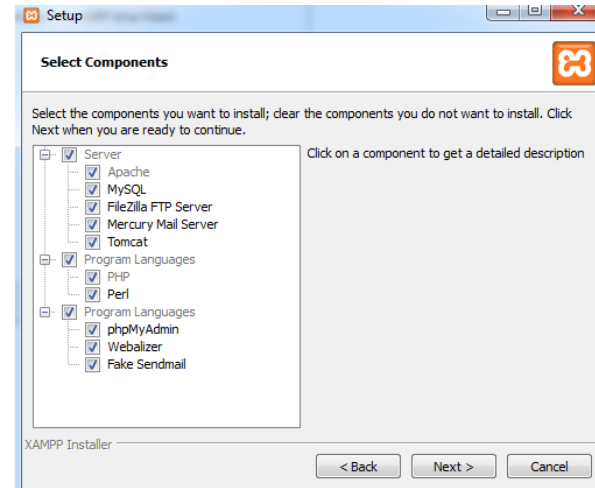 Setup
Select Components
Select the components you want to install; clear the components you do not want to install. Click
Next when you are ready to continue.
Server
Click on a component to get a detailed description
Apache
MySQL
FileZilla FTP Server
Mercury Mail Server
Tomcat
Program Languages
PHP
Perl
Program Languages
phpMyAdmin
Webalizer
Fake Sendmail
XAMPP Installer
< Back
Next >
Cancel